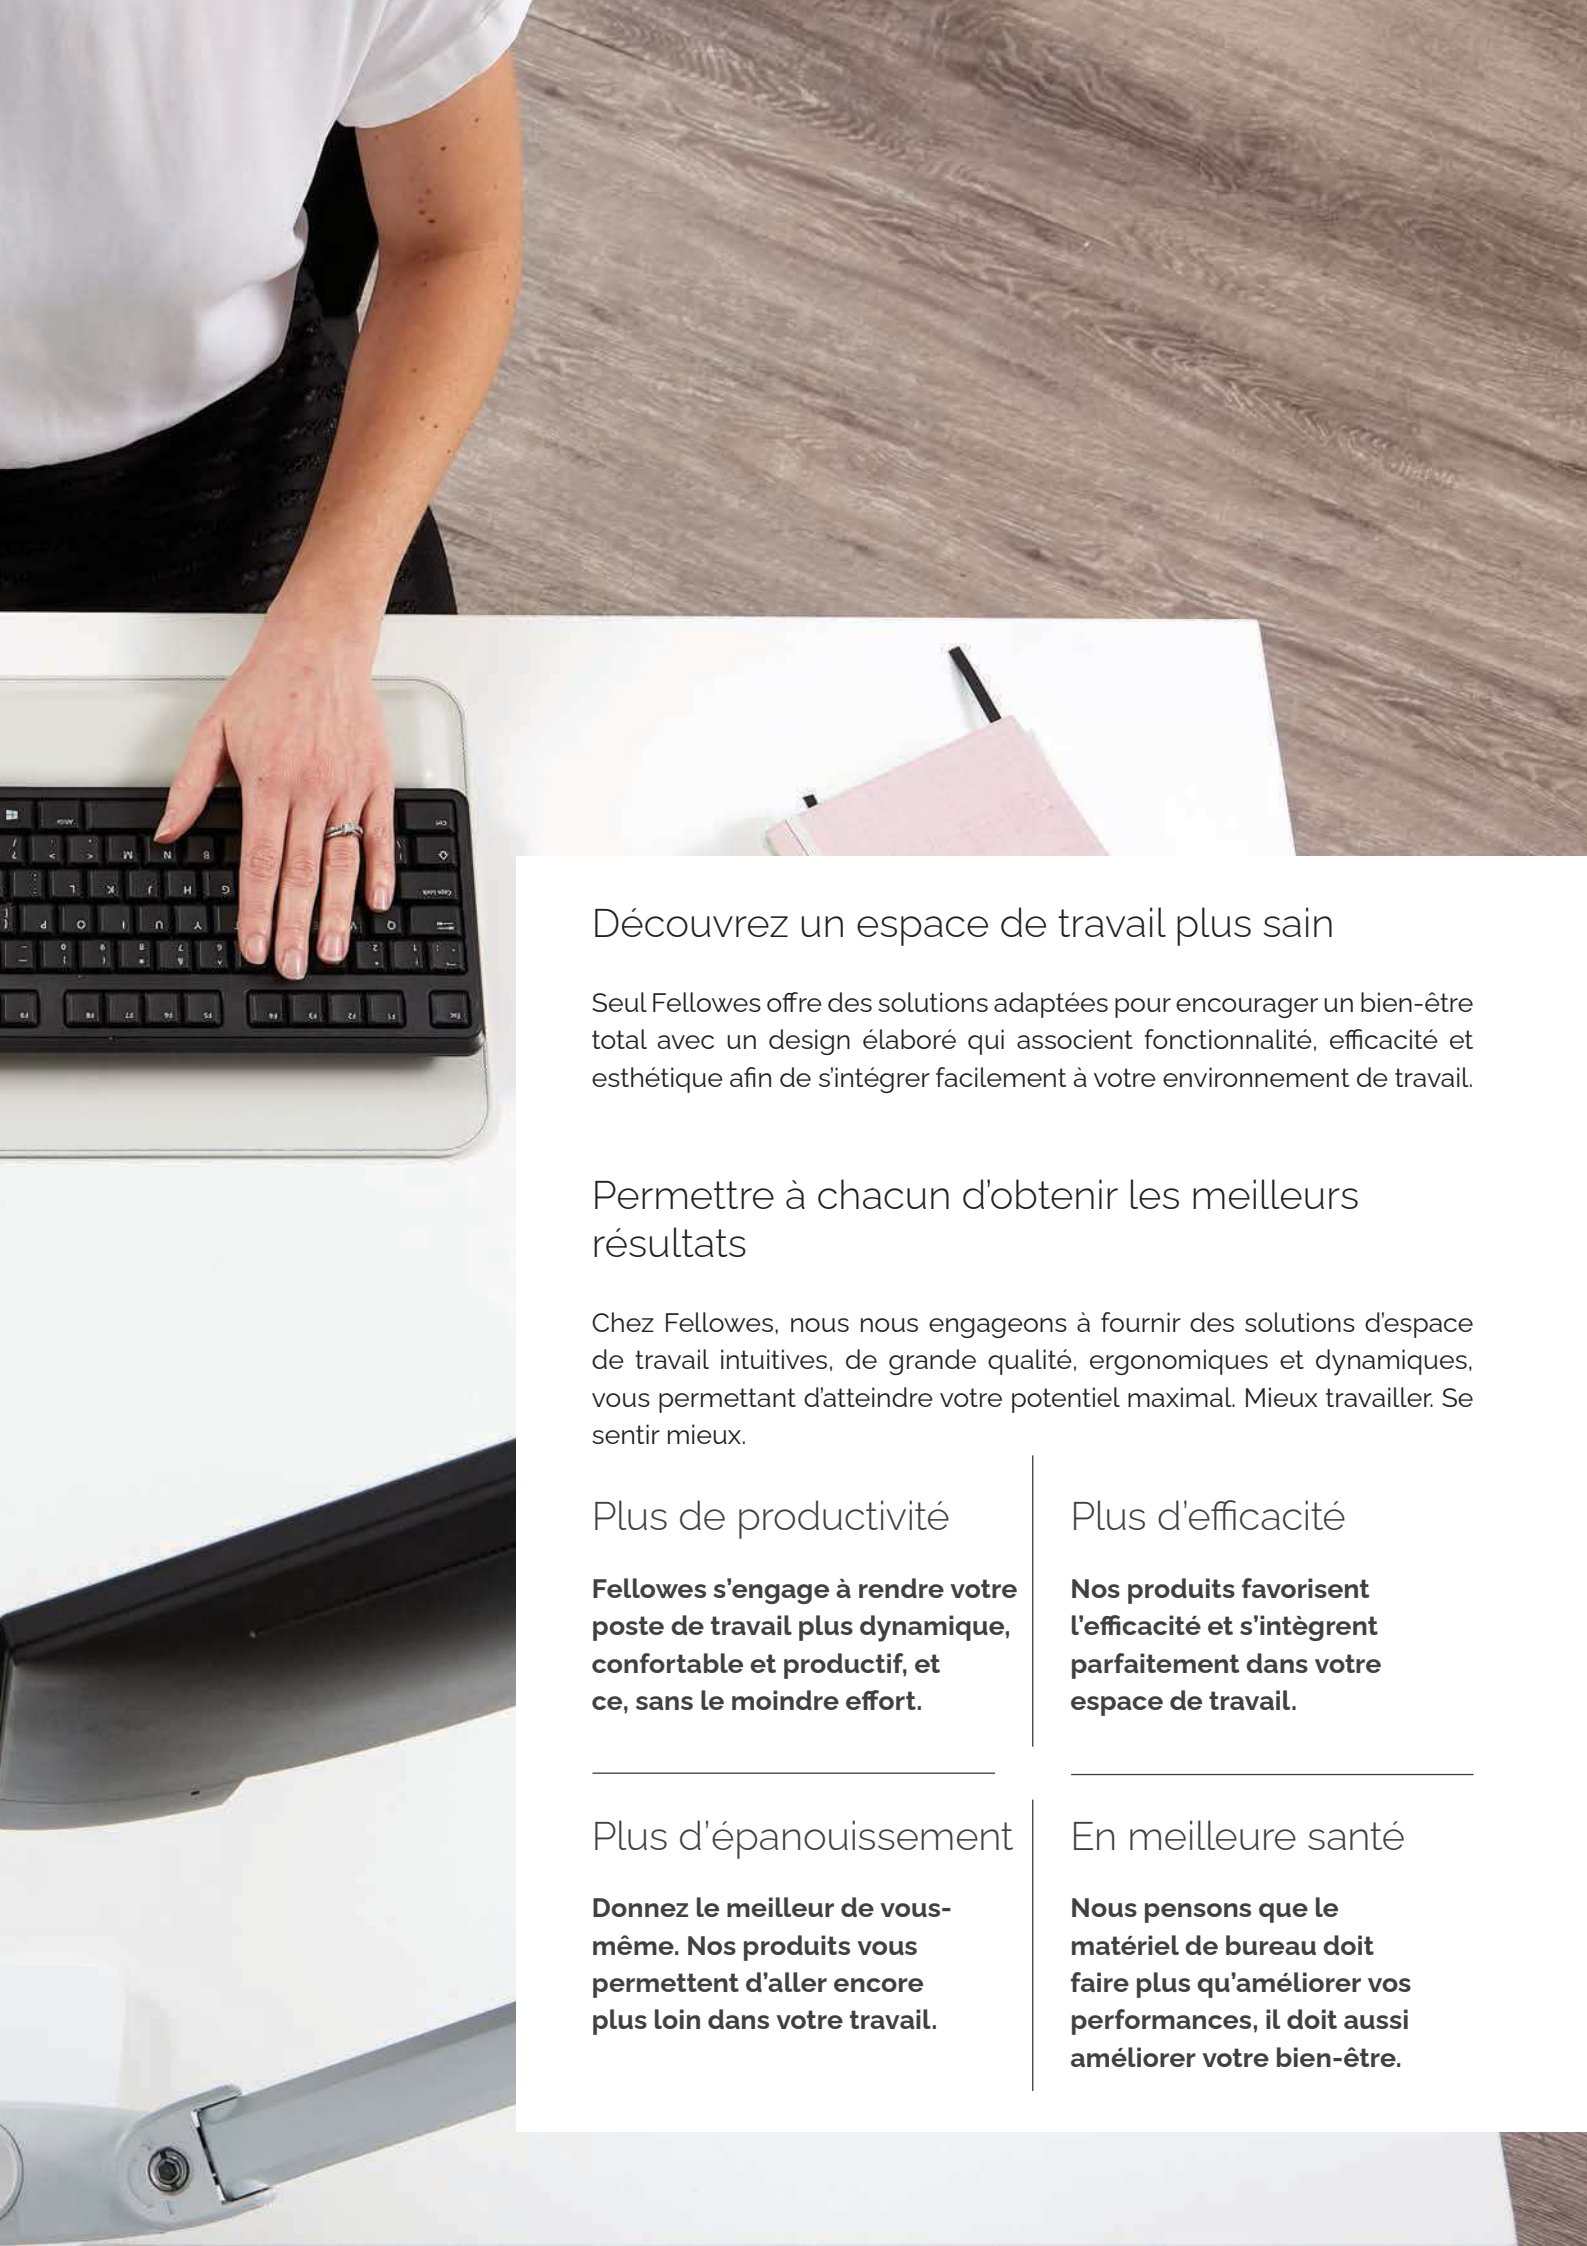 Découvrez un espace de travail plus sain
Seul Fellowes offre des solutions adaptées pour encourager un bien-être
total avec un design élaboré qui associent fonctionnalité, efficacité et
esthétique afin de s'intégrer facilement à votre environnement de travail.
Permettre à chacun d'obtenir les meilleurs
résultats
Chez Fellowes, nous nous engageons à fournir des solutions d'espace
de travail intuitives, de grande qualité, ergonomiques et dynamiques,
vous permettant d'atteindre votre potentiel maximal. Mieux travailler. Se
sentir mieux.
Plus de productivité
Fellowes s'engage à rendre votre
poste de travail plus dynamique,
confortable et productif, et
ce, sans le moindre effort.
Plus d'efficacité
Nos produits favorisent
l'efficacité et s'intègrent
parfaitement dans votre
espace de travail.
Plus d'épanouissement
Donnez le meilleur de vous-
même. Nos produits vous
permettent d'aller encore
plus loin dans votre travail.
En meilleure santé
Nous pensons que le
matériel de bureau doit
faire plus qu'améliorer vos
performances, il doit aussi
améliorer votre bien-être.